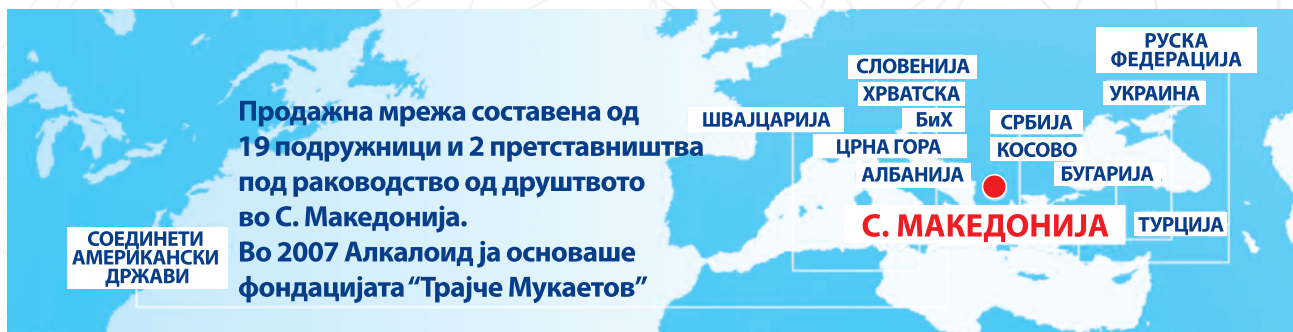 Продажна мрежа составена од
19 подружници и 2 претставништва
под раководство од друштвото
во С. Македонија.
Во 2007 Алкалоид ја основаше
фондацијата “Трајче Мукаетов”
СОЕДИНЕТИ
АМЕРИКАНСКИ
ДРЖАВИ
ШВАЈЦАРИЈА
СЛОВЕНИЈА
ХРВАТСКА
БиХ
ЦРНА ГОРА
АЛБАНИЈА
СРБИЈА
КОСОВО
РУСКА
ФЕДЕРАЦИЈА
УКРАИНА
БУГАРИЈА
С. МАКЕДОНИЈА
ТУРЦИЈА